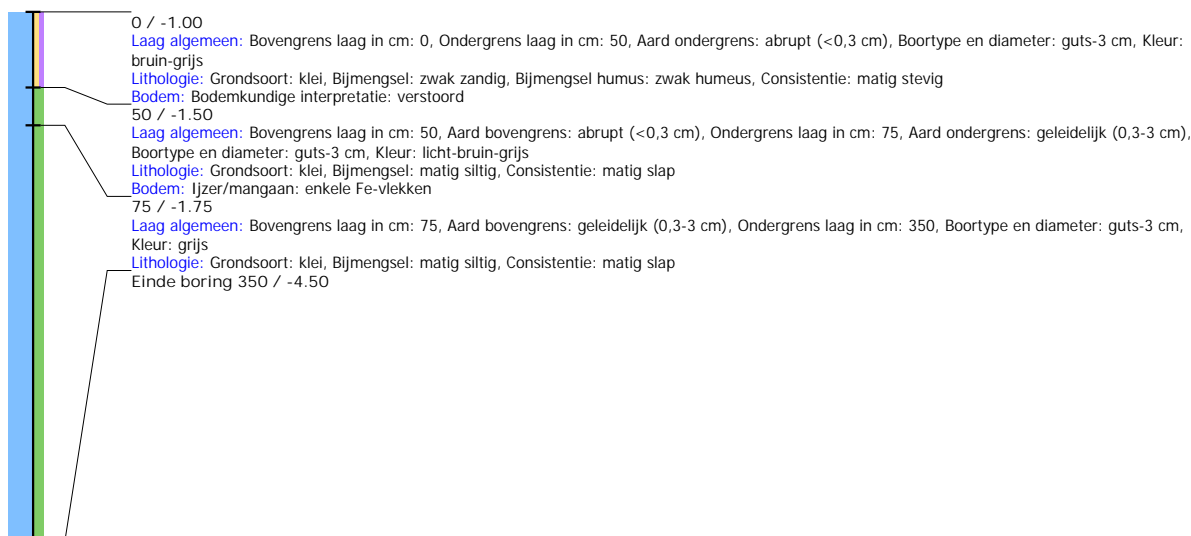 0 / -1.00
Laag algemeen: Bovengrens laag in cm: 0, Ondergrens laag in cm: 50, Aard ondergrens: abrupt (<0,3 cm), Boortype en diameter: guts-3 cm, Kleur:
bruin-grijs
Lithologie: Grondsoort: klei, Bijmengsel: zwak zandig, Bijmengsel humus: zwak humeus, Consistentie: matig stevig
Bodem: Bodemkundige interpretatie: verstoord
50 / -1.50
Laag algemeen: Bovengrens laag in cm: 50, Aard bovengrens: abrupt (<0,3 cm), Ondergrens laag in cm: 75, Aard ondergrens: geleidelijk (0,3-3 cm),
Boortype en diameter: guts-3 cm, Kleur: licht-bruin-grijs
Lithologie: Grondsoort: klei, Bijmengsel: matig siltig, Consistentie: matig slap
Bodem: Ijzer/mangaan: enkele Fe-vlekken
75 / -1.75
Laag algemeen: Bovengrens laag in cm: 75, Aard bovengrens: geleidelijk (0,3-3 cm), Ondergrens laag in cm: 350, Boortype en diameter: guts-3 cm,
Kleur: grijs
Lithologie: Grondsoort: klei, Bijmengsel: matig siltig, Consistentie: matig slap
Einde boring 350 / -4.50